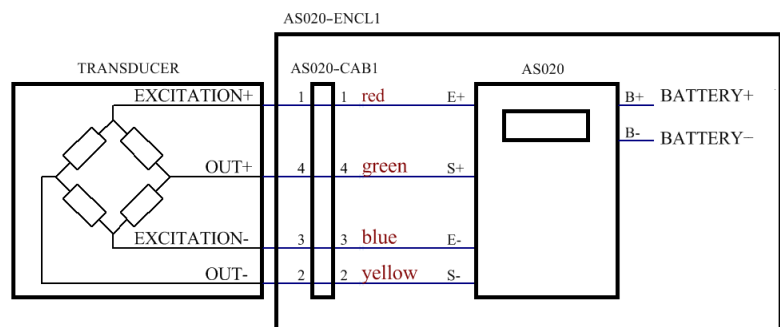 AS020-ENCL1
TRANSDUCER AS020-CAB1 AS020
EXCITATION+ 1 1 red E+ B+ BATTERY+
B- BATTERY−
OUT+ 4 4 green S+
EXCITATION- 3 3 blue E-
OUT- 2 2 yellow S-